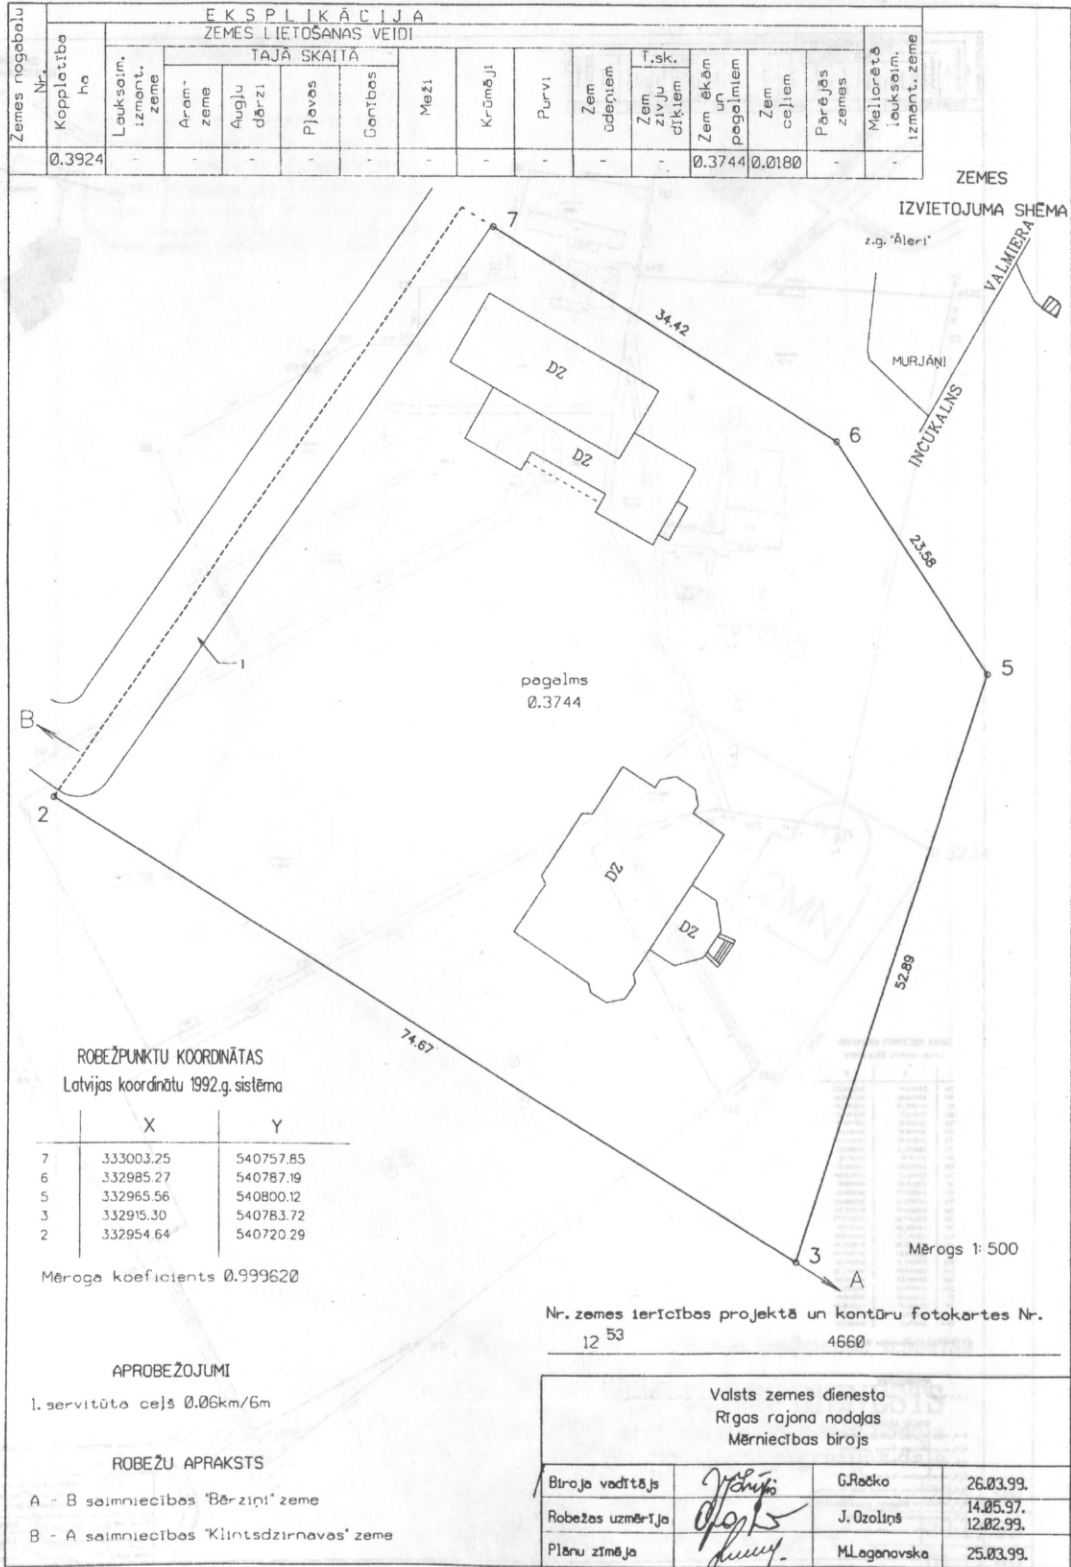 E K S P L I K Ā C I J A
ZEMES LIETOŠANAS VEIDI
TAJĀ SKAITĀ
T.sk.
Zemes nogabalu Nr.
Kopplatība ha
Lauksaim. izmant. zeme
Aram- zeme
Augļu dārzi
Pļavas
Ganības
Meži
Krūmāji
Purvi
Zem ūdeņiem
Zem zivju dīķiem
Zem ēkām un pagalmiem
Zem ceļiem
Pārējās zemes
Meliorētā lauksaim. izmant. zeme
0.3924 - - - - - - - - - - 0.3744 0.0180 - -
ZEMES
IZVIETOJUMA SHĒMA
z.g. "Āleri"
VALMIERA
MURJĀŅI
INČUKALNS
7
34.42
DZ
DZ
6
23.58
5
1
pagalms
0.3744
B
2
DZ
DZ
52.89
74.67
3
A
Mērogs 1: 500
ROBEŽPUNKTU KOORDINĀTAS
Latvijas koordinātu 1992.g. sistēma
X Y
7 333003.25 540757.85
6 332985.27 540787.19
5 332965.56 540800.12
3 332915.30 540783.72
2 332954.64 540720.29
Mēroga koeficients 0.999620
Nr. zemes ierīcības projektā un kontūru fotokartes Nr.
12 53 4660
APROBEŽOJUMI
1. servitūta ceļš 0.06km/6m
ROBEŽU APRAKSTS
A - B saimniecības "Bērziņi" zeme
B - A saimniecības "Klintsdzirnavas" zeme
Valsts zemes dienesta
Rīgas rajona nodaļas
Mērniecības birojs
Biroja vadītājs G.Račko 26.03.99.
Robežas uzmērīja J. Ozoliņš 14.05.97.
12.02.99.
Plānu zīmēja M.Laganovska 25.03.99.